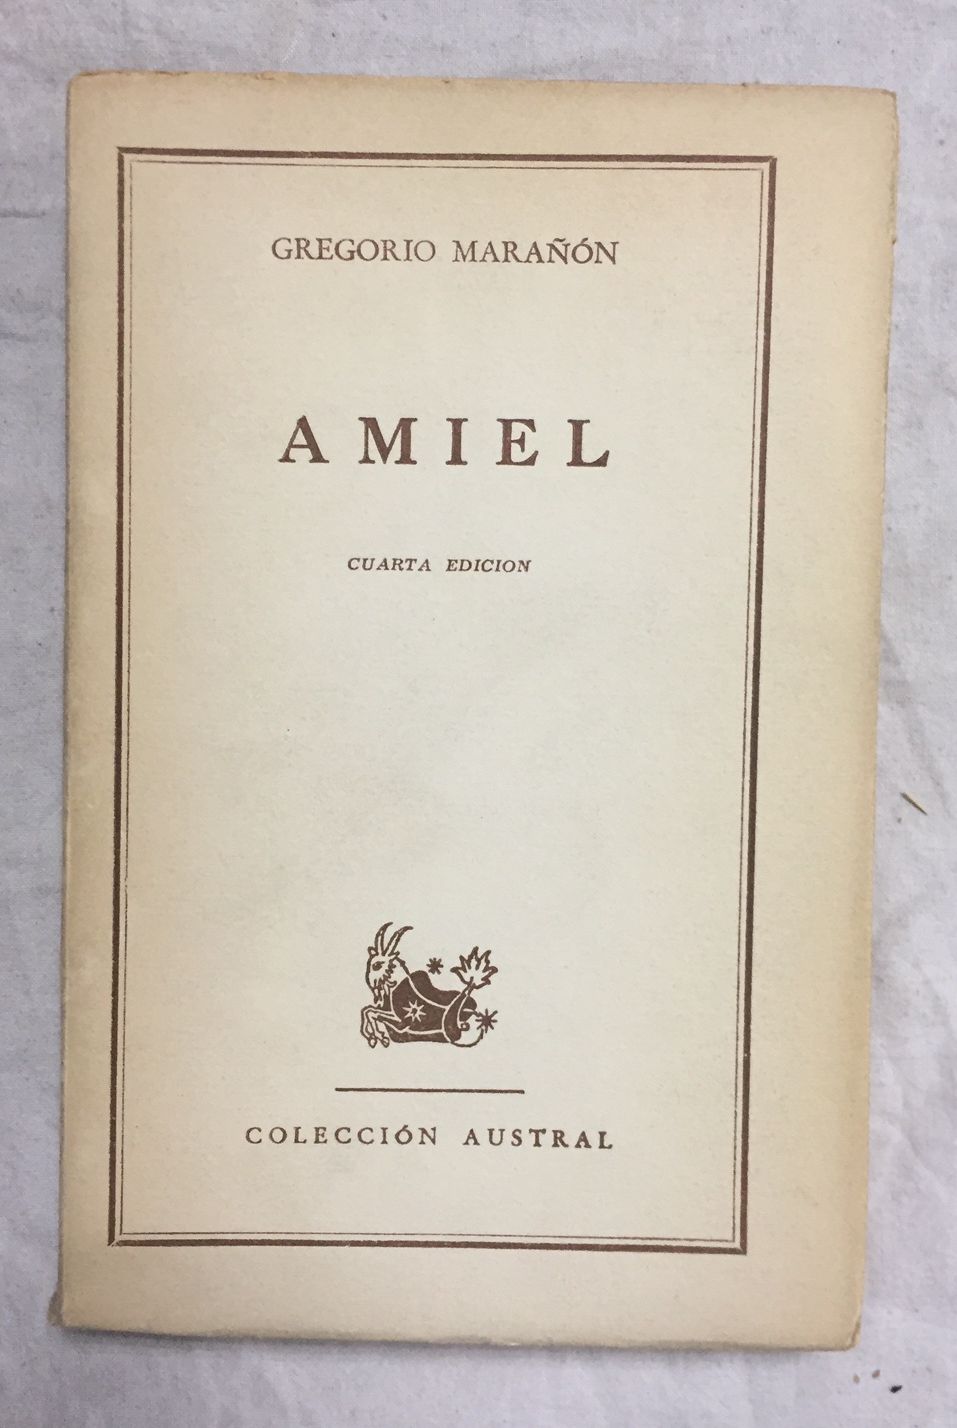 GREGORIO MARAÑÓN
AMIEL
CUARTA EDICION
COLECCIÓN AUSTRAL